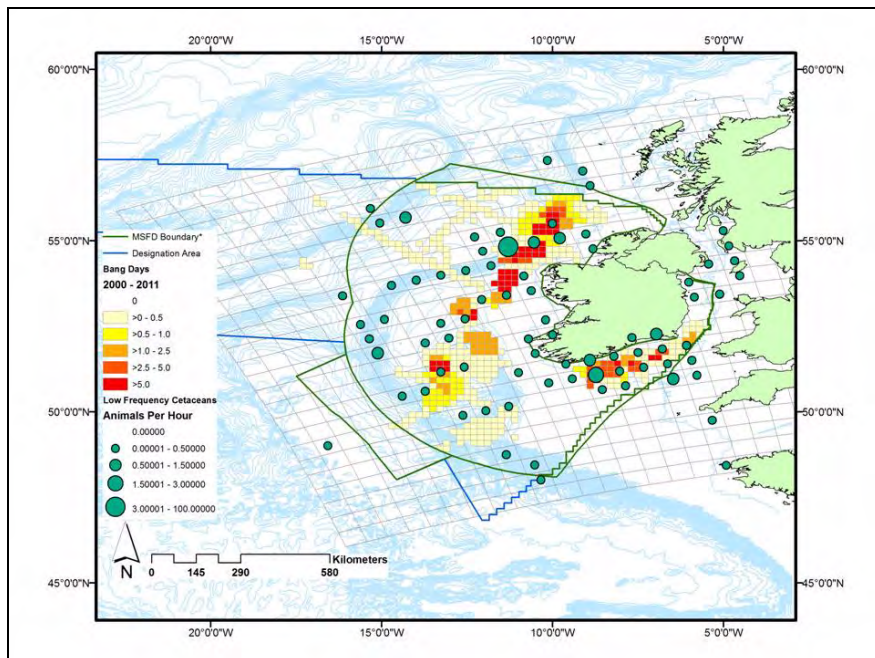 20°0'0"W 15°0'0"W 10°0'0"W 5°0'0"W
60°0'0"N 60°0'0"N
55°0'0"N 55°0'0"N
MSFD Boundary*
Designation Area
Bang Days
2000 - 2011
0
>0 - 0.5
>0.5 - 1.0
>1.0 - 2.5
>2.5 - 5.0
>5.0
Low Frequency Cetaceans
Animals Per Hour
0.00000
0.00001 - 0.50000
0.50001 - 1.50000
1.50001 - 3.00000
3.00001 - 100.00000
50°0'0"N 50°0'0"N
N
Kilometers
0 145 290 580
45°0'0"N 45°0'0"N
20°0'0"W 15°0'0"W 10°0'0"W 5°0'0"W